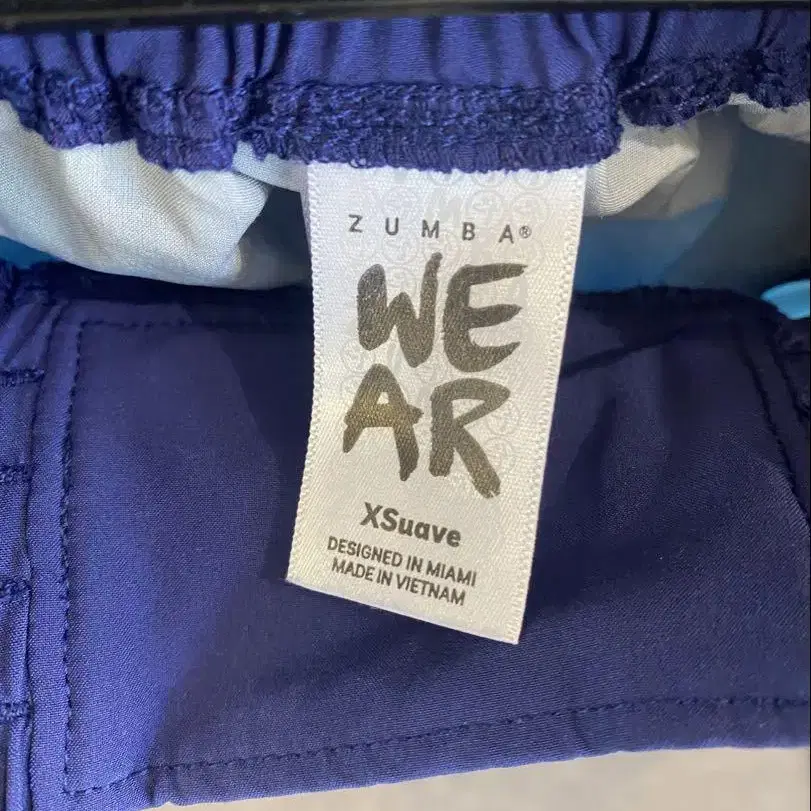 ZUMBA®
WE
AR
XSuave
DESIGNED IN MIAMI
MADE IN VIETNAM